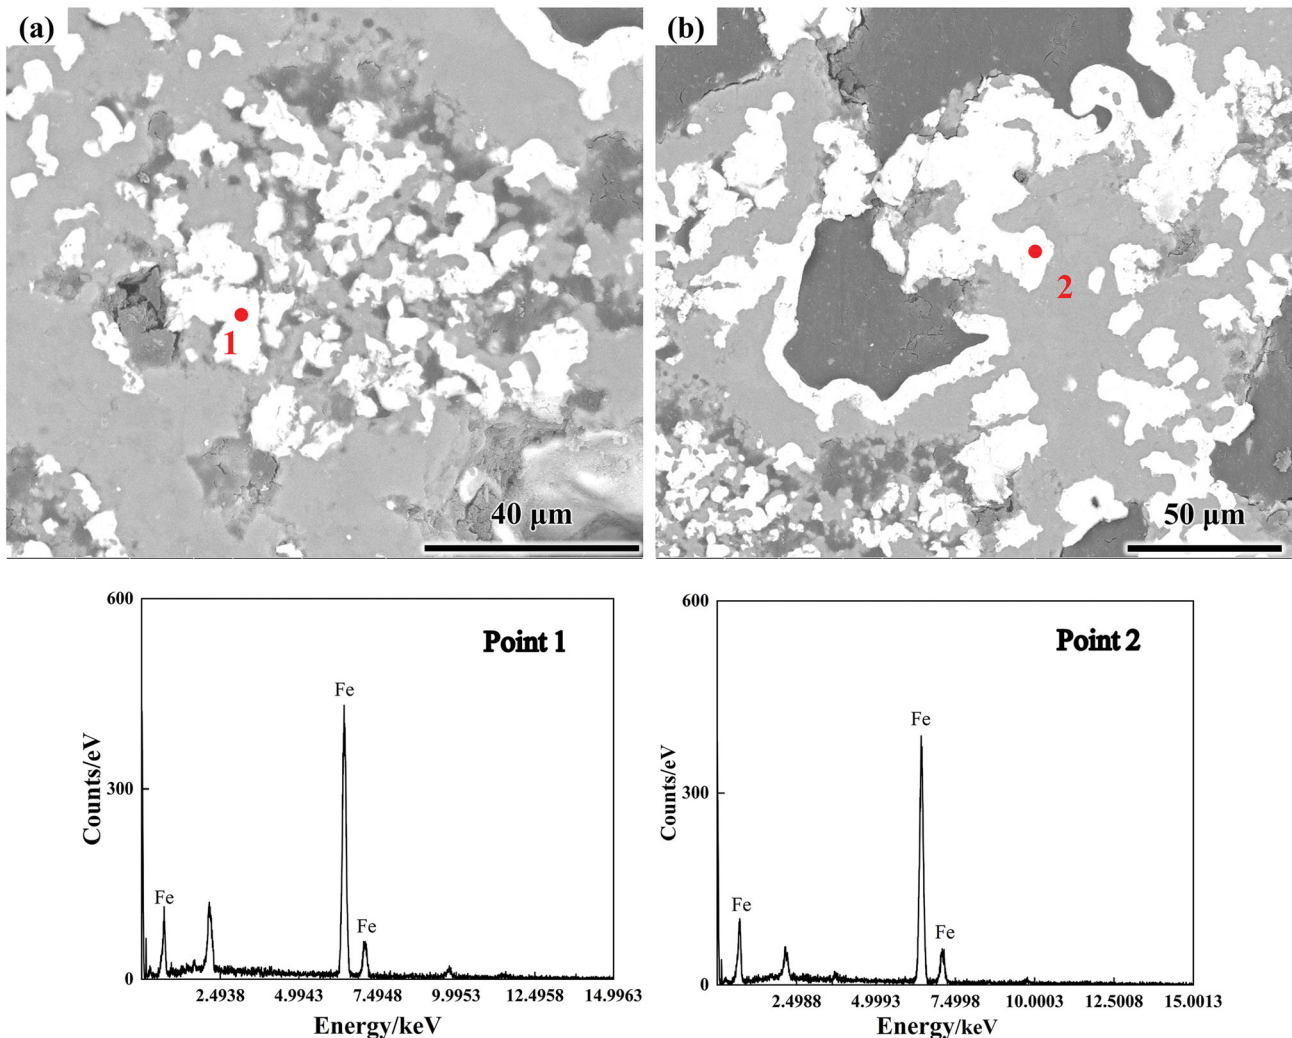 (a)
(b)
1
2
40 μm
50 μm
600
300
0
Counts/eV
Point 1
Fe
Fe
Fe
2.4938
4.9943
7.4948
9.9953
12.4958
14.9963
Energy/keV
600
300
0
Counts/eV
Point 2
Fe
Fe
Fe
2.4988
4.9993
7.4998
10.0003
12.5008
15.0013
Energy/keV